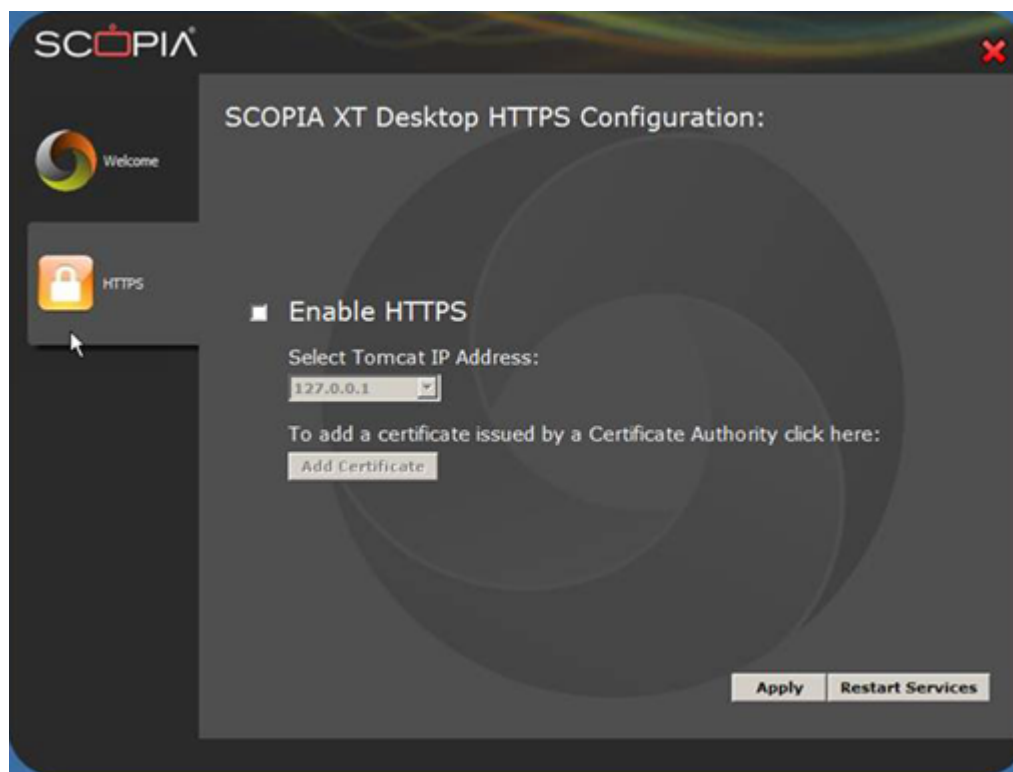 SCOPIA
SCOPIA XT Desktop HTTPS Configuration:
Welcome
HTTPS
Enable HTTPS
Select Tomcat IP Address:
127.0.0.1
To add a certificate issued by a Certificate Authority click here:
Add Certificate
Apply
Restart Services